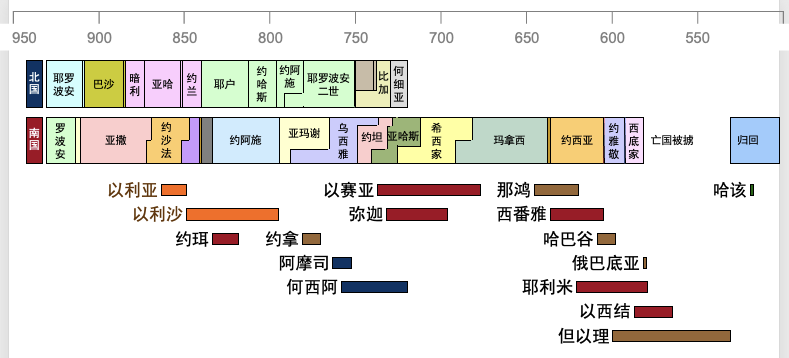 950 900 850 800 750 700 650 600 550
北国 耶罗波安 巴沙 暗利 亚哈 约兰 耶户 约哈斯 约阿施 耶罗波安二世 比加 何细亚
南国 罗波安 亚撒 约沙法 约阿施 亚玛谢 乌西雅 约坦 亚哈斯 希西家 玛拿西 约西亚 约雅敬 西底家 亡国被掳 归回
以利亚 以赛亚 那鸿 哈该
以利沙 弥迦 西番雅
约珥 约拿 哈巴谷
阿摩司 俄巴底亚
何西阿 耶利米
以西结
但以理